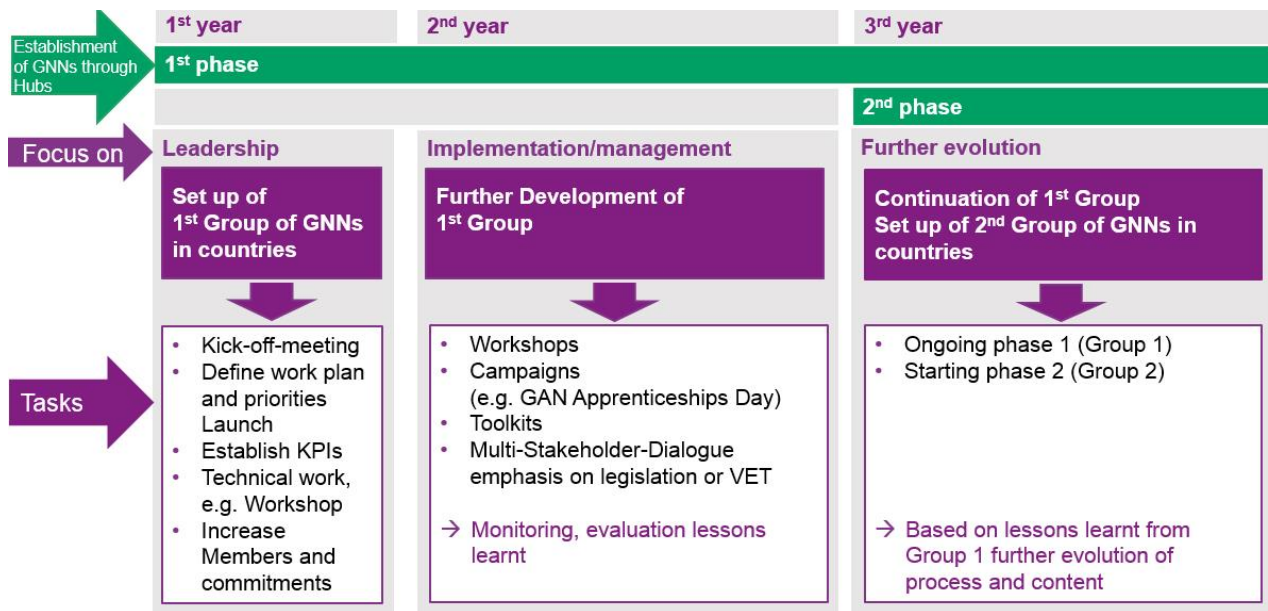 1st year
2nd year
3rd year
Establishment
of GNNs through
Hubs
1st phase
2nd phase
Focus on
Leadership
Implementation/management
Further evolution
Set up of
1st Group of GNNs
in countries
Further Development of
1st Group
Continuation of 1st Group
Set up of 2nd Group of GNNs in
countries
Tasks
• Kick-off-meeting
• Define work plan
and priorities
Launch
• Establish KPIs
• Technical work,
e.g. Workshop
• Increase
Members and
commitments
• Workshops
• Campaigns
(e.g. GAN Apprenticeships Day)
• Toolkits
• Multi-Stakeholder-Dialogue
emphasis on legislation or VET
→ Monitoring, evaluation lessons
learnt
• Ongoing phase 1 (Group 1)
• Starting phase 2 (Group 2)
→ Based on lessons learnt from
Group 1 further evolution of
process and content